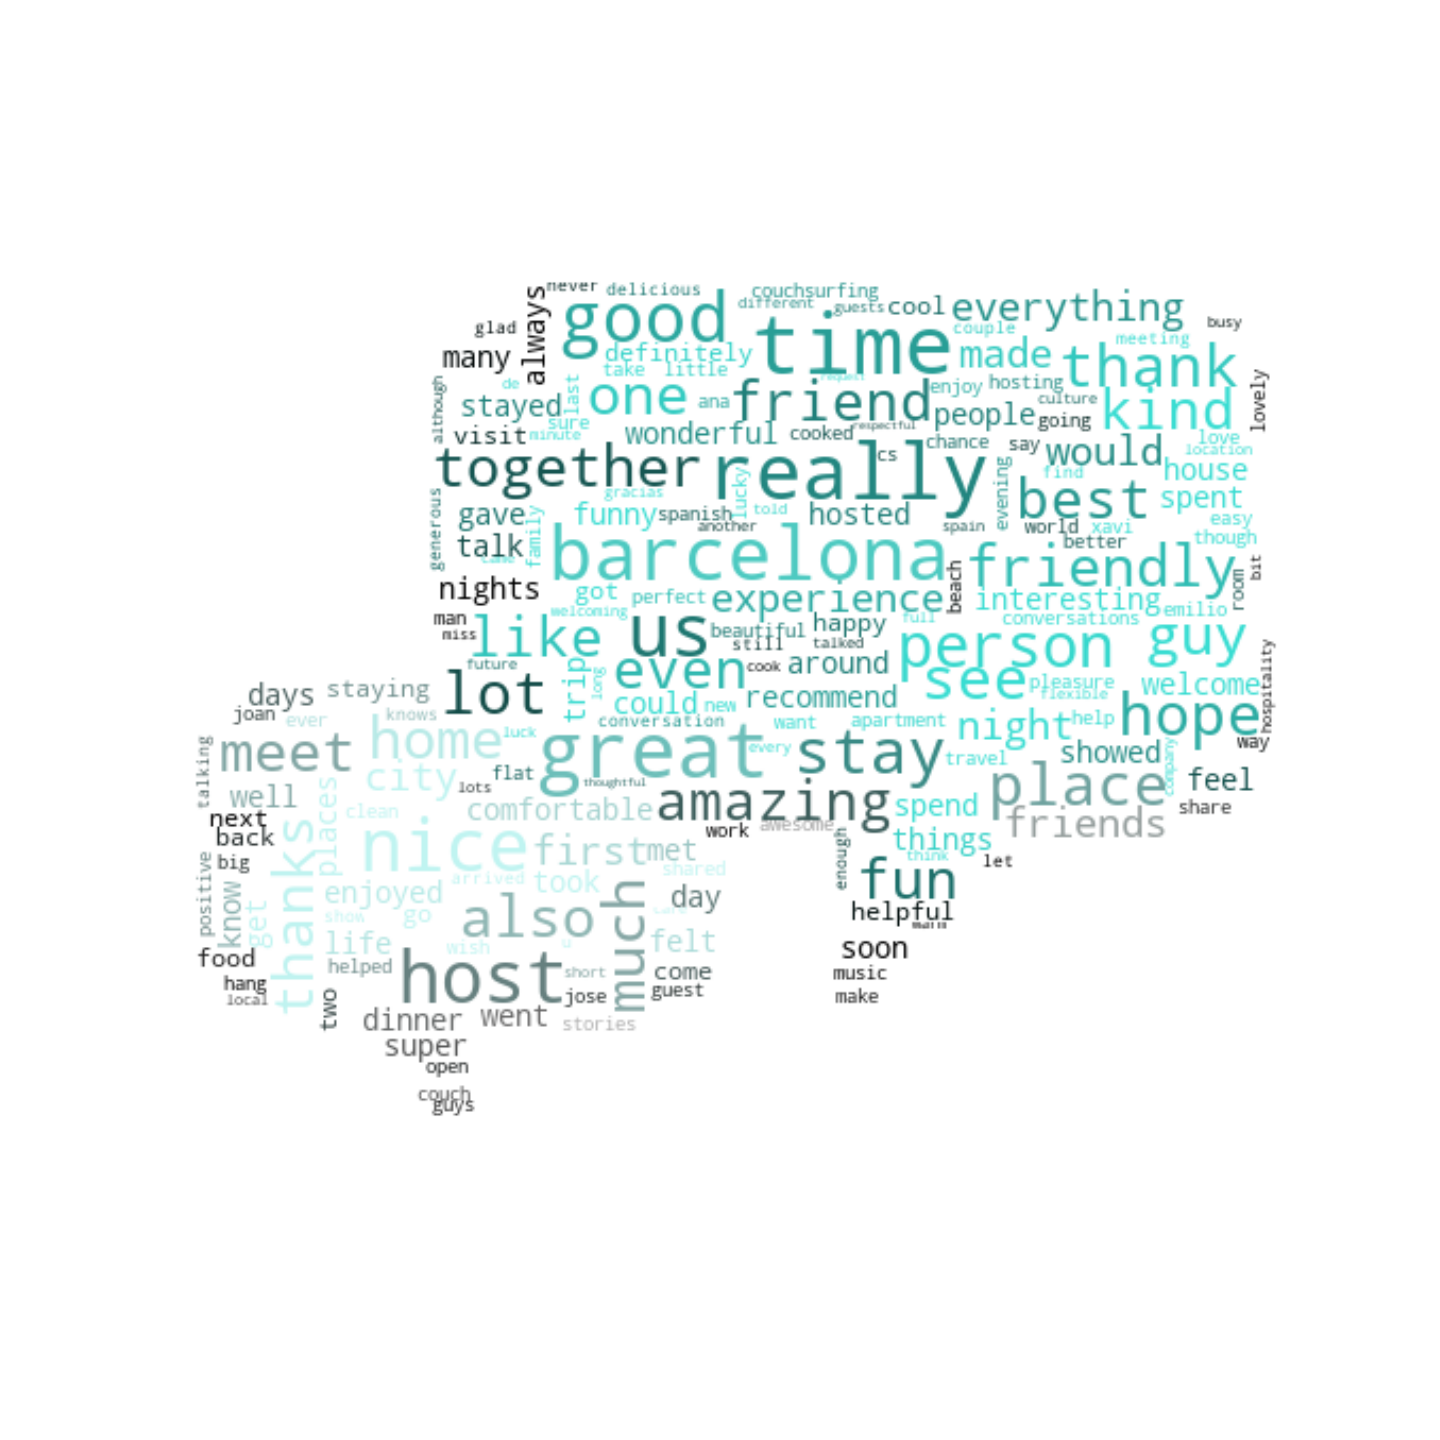 never
delicious
couchsurfing
different
guests
cool
everything
good
time
always
glad
many
definitely
take
little
couple
made
meeting
busy
thank
request
de
last
one
ana
friend
enjoy
hosting
culture
kind
lovely
although
stayed
sure
people
going
visit
minute
wonderful
cooked
respectful
chance
say
would
love
location
together
really
cs
house
gracias
lucky
evening
find
best
spent
generous
gave
funny
spanish
told
hosted
another
spain
world
xavi
easy
though
talk
family
barcelona
better
friendly
bit
nights
got
perfect
experience
beach
interesting
emilio
room
welcoming
man
miss
like
us
beautiful
happy
full
conversations
still
talked
person
guy
future
trip
long
even
cook
around
see
pleasure
flexible
welcome
hospitality
days
staying
lot
could
new
recommend
joan
ever
knows
luck
conversation
want
apartment
night
help
hope
way
talking
meet
home
great
every
stay
travel
showed
company
city
flat
lots
thoughtful
place
feel
well
places
clean
comfortable
amazing
spend
share
next
back
thanks
nice
work
awesome
things
friends
big
first
met
enough
think
let
positive
know
get
enjoyed
arrived
took
shared
much
day
fun
show
go
also
helpful
life
wish
u
felt
soon
food
helped
host
short
come
music
hang
local
two
jose
guest
make
dinner
went
stories
super
open
couch
guys